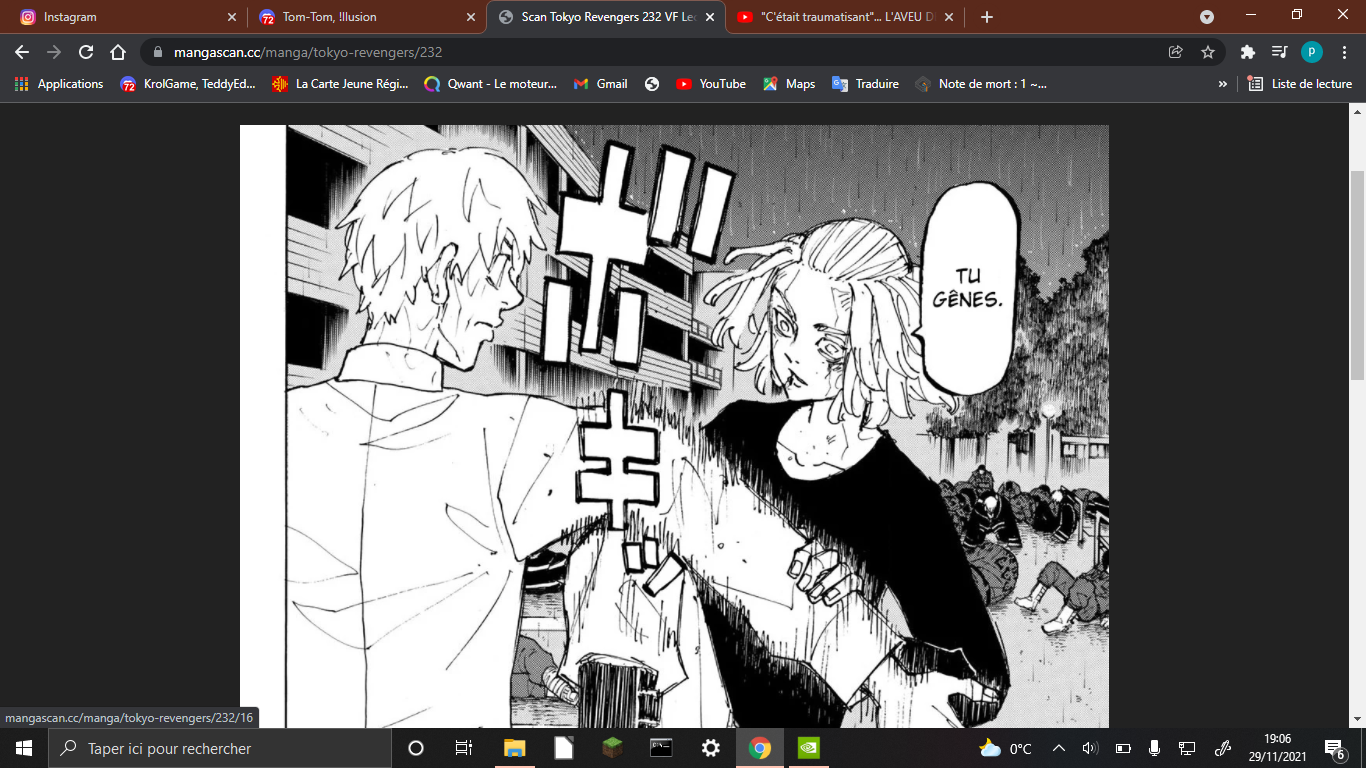 Instagram
Tom-Tom, !llusion
Scan Tokyo Revengers 232 VF Lec
"C'était traumatisant"... L'AVEU D
mangascan.cc/manga/tokyo-revengers/232
p
Applications
KrolGame, TeddyEd...
La Carte Jeune Régi...
Qwant - Le moteur...
Gmail
YouTube
Maps
Traduire
Note de mort : 1 ~...
»
Liste de lecture
TU
GÊNES.
mangascan.cc/manga/tokyo-revengers/232/16
Taper ici pour rechercher
0°C
19:06
29/11/2021
6